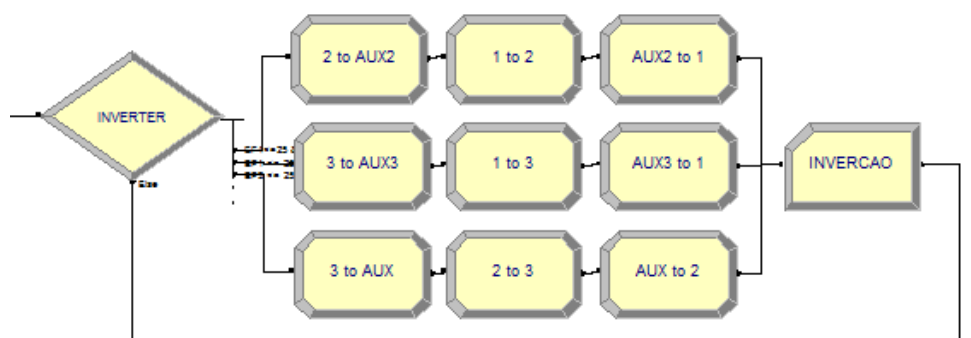 INVERTER
Else
2 to AUX2
1 to 2
AUX2 to 1
3 to AUX3
1 to 3
AUX3 to 1
3 to AUX
2 to 3
AUX to 2
INVERCAO